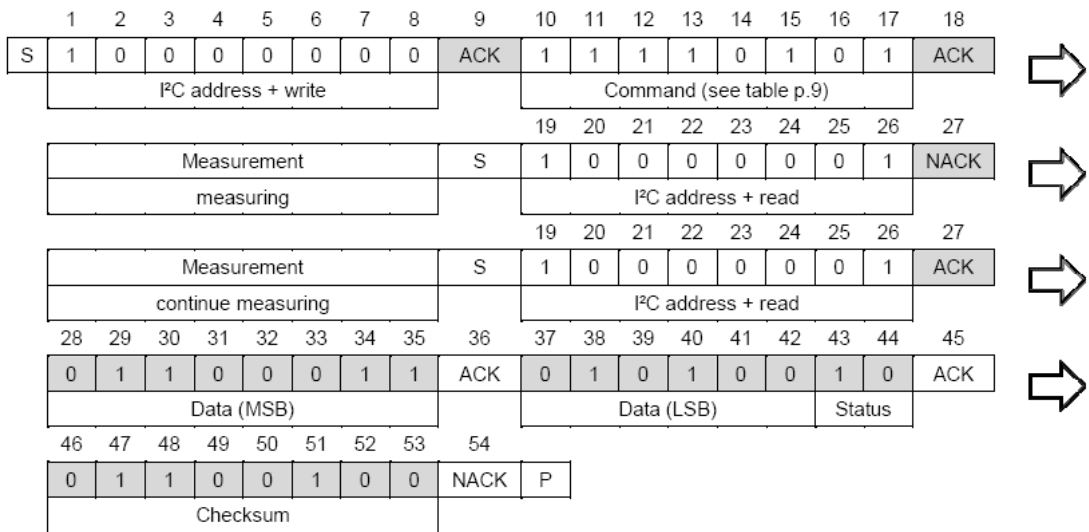 1 2 3 4 5 6 7 8 9 10 11 12 13 14 15 16 17 18
S 1 0 0 0 0 0 0 0 ACK 1 1 1 1 0 1 0 1 ACK
I²C address + write Command (see table p.9)
19 20 21 22 23 24 25 26 27
Measurement S 1 0 0 0 0 0 0 1 NACK
measuring I²C address + read
19 20 21 22 23 24 25 26 27
Measurement S 1 0 0 0 0 0 0 1 ACK
continue measuring I²C address + read
28 29 30 31 32 33 34 35 36 37 38 39 40 41 42 43 44 45
0 1 1 0 0 0 1 1 ACK 0 1 0 1 0 0 1 0 ACK
Data (MSB) Data (LSB) Status
46 47 48 49 50 51 52 53 54
0 1 1 0 0 1 0 0 NACK P
Checksum